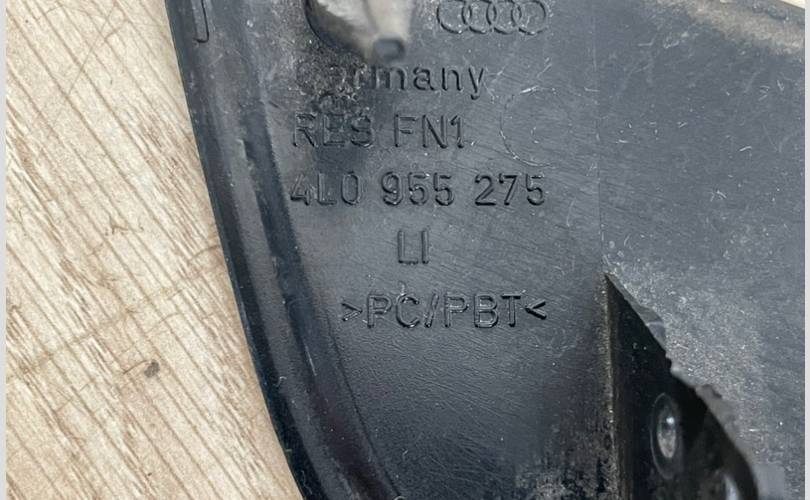 Germany
RES FN1
4L0 955 275
LI
>PC/PBT<